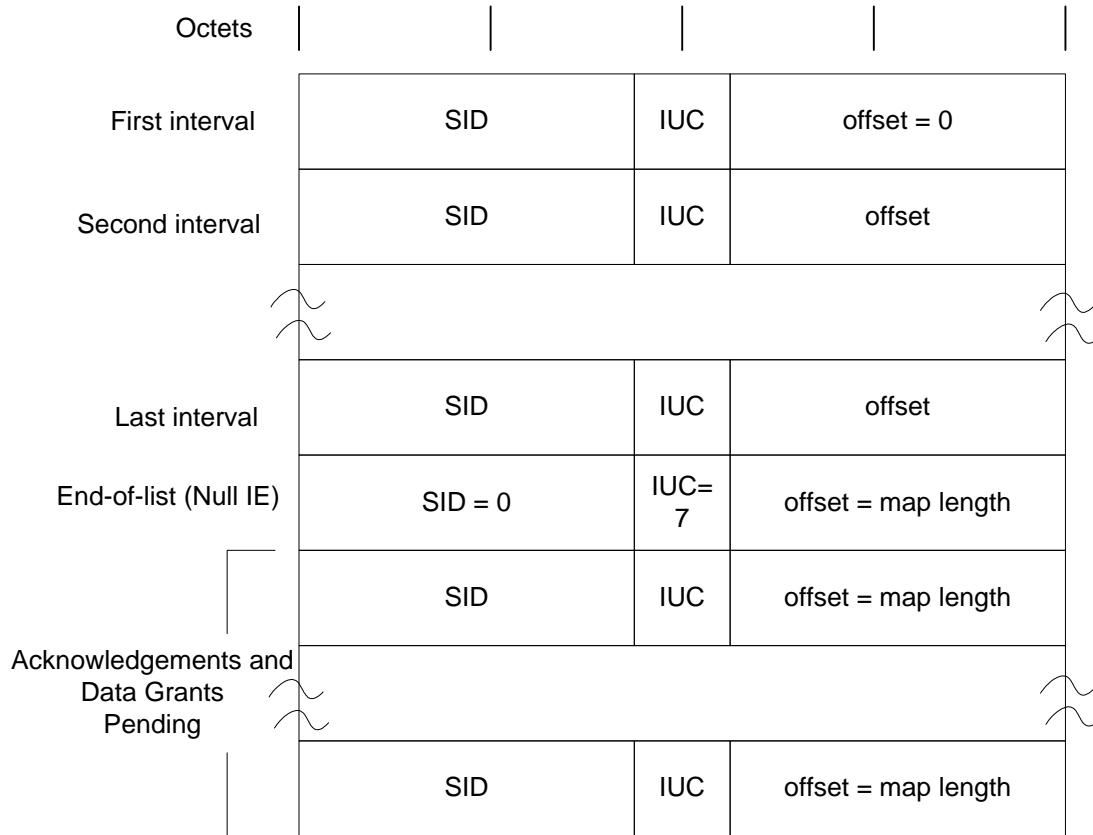 Octets
First interval SID IUC offset = 0
Second interval SID IUC offset
Last interval SID IUC offset
End-of-list (Null IE) SID = 0 IUC=
7 offset = map length
SID IUC offset = map length
Acknowledgements and
Data Grants
Pending
SID IUC offset = map length